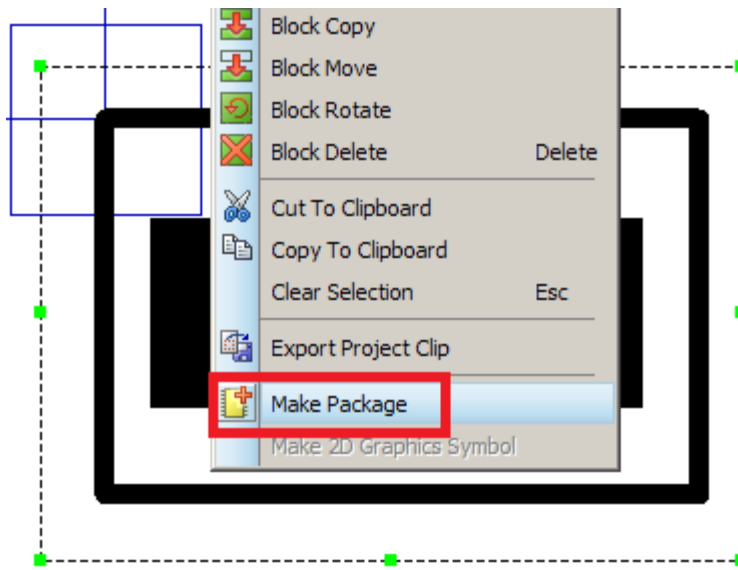 Block Copy
Block Move
Block Rotate
Block Delete Delete
Cut To Clipboard
Copy To Clipboard
Clear Selection Esc
Export Project Clip
Make Package
Make 2D Graphics Symbol